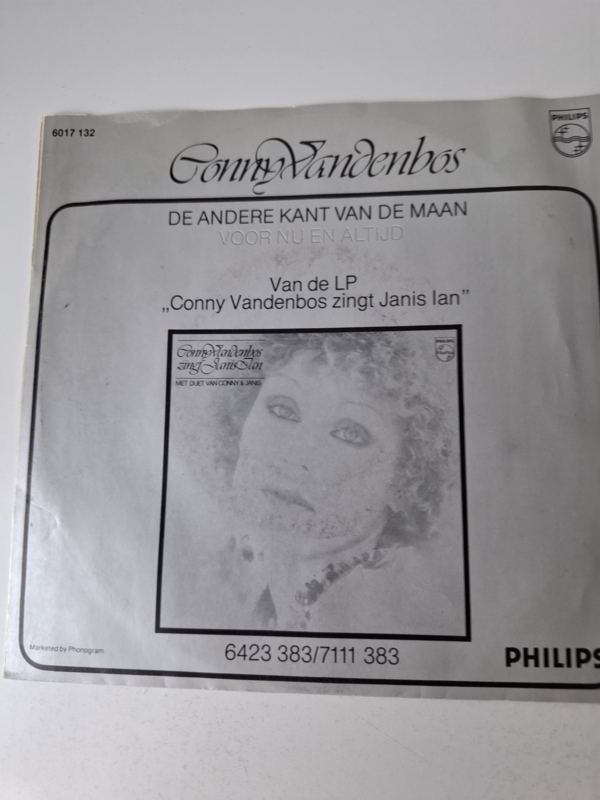 6017 132
PHILIPS
Conny Vandenbos
DE ANDERE KANT VAN DE MAAN
VOOR NU EN ALTIJD
Van de LP
„Conny Vandenbos zingt Janis Ian”
Conny Vandenbos
zingt Janis Ian
MET DUET VAN CONNY & JANIS
PHILIPS
Marketed by Phonogram
6423 383/7111 383
PHILIPS